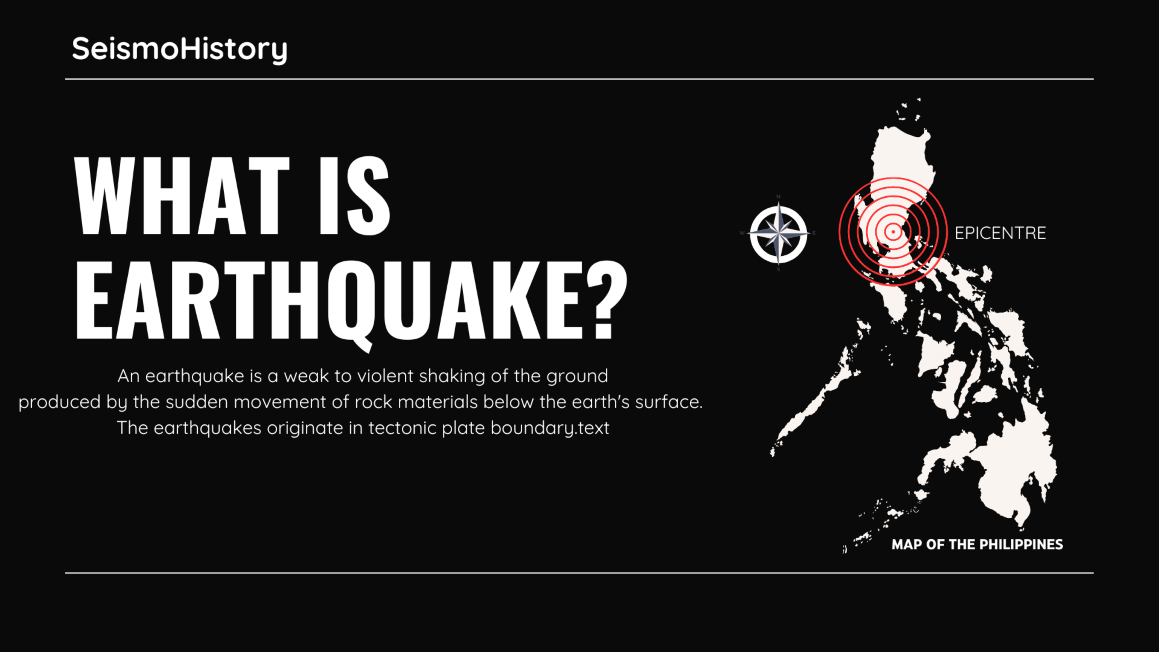 SeismoHistory
WHAT IS
EARTHQUAKE?
An earthquake is a weak to violent shaking of the ground
produced by the sudden movement of rock materials below the earth's surface.
The earthquakes originate in tectonic plate boundary.text
N
W
E
S
EPICENTRE
MAP OF THE PHILIPPINES